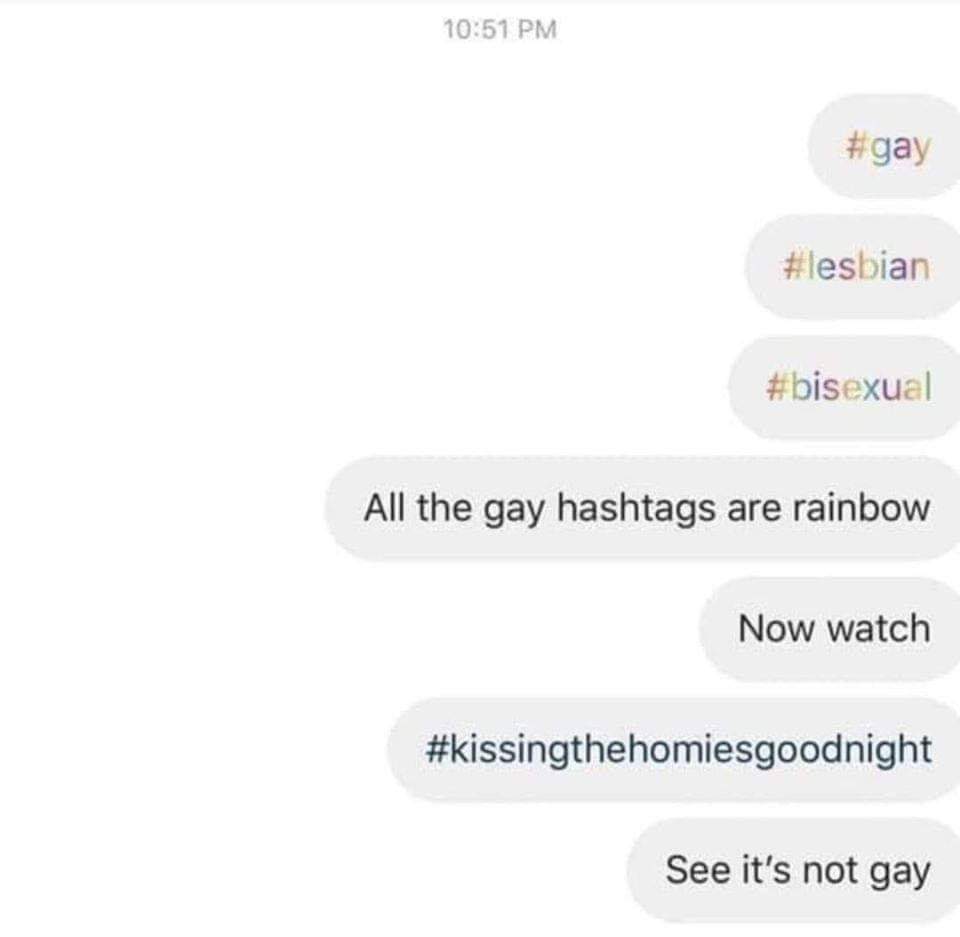 10:51 PM
#gay
#lesbian
#bisexual
All the gay hashtags are rainbow
Now watch
#kissingthehomiesgoodnight
See it's not gay